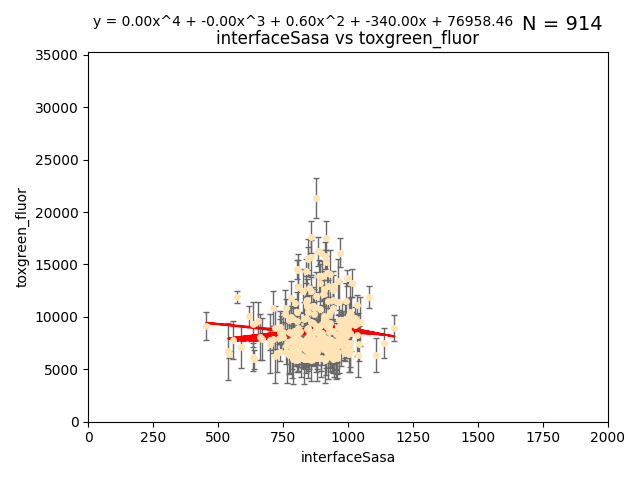 y = 0.00x^4 + -0.00x^3 + 0.60x^2 + -340.00x + 76958.46 N = 914
interfaceSasa vs toxgreen_fluor
35000
30000
25000
20000
15000
10000
5000
0
toxgreen_fluor
0 250 500 750 1000 1250 1500 1750 2000
interfaceSasa